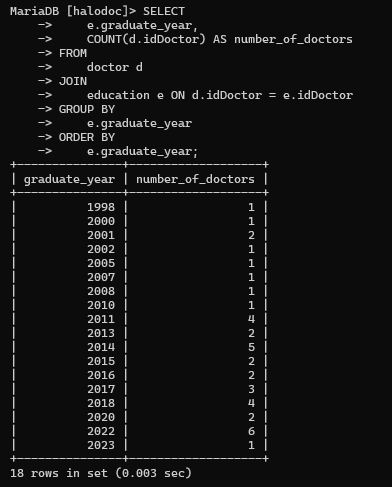 MariaDB [halodoc]> SELECT
    ->     e.graduate_year,
    ->     COUNT(d.idDoctor) AS number_of_doctors
    -> FROM
    ->     doctor d
    -> JOIN
    ->     education e ON d.idDoctor = e.idDoctor
    -> GROUP BY
    ->     e.graduate_year
    -> ORDER BY
    ->     e.graduate_year;
+---------------+-------------------+
| graduate_year | number_of_doctors |
+---------------+-------------------+
|          1998 |                 1 |
|          2000 |                 1 |
|          2001 |                 2 |
|          2002 |                 1 |
|          2005 |                 1 |
|          2007 |                 1 |
|          2008 |                 1 |
|          2010 |                 1 |
|          2011 |                 4 |
|          2013 |                 2 |
|          2014 |                 5 |
|          2015 |                 2 |
|          2016 |                 2 |
|          2017 |                 3 |
|          2018 |                 4 |
|          2020 |                 2 |
|          2022 |                 6 |
|          2023 |                 1 |
+---------------+-------------------+
18 rows in set (0.003 sec)